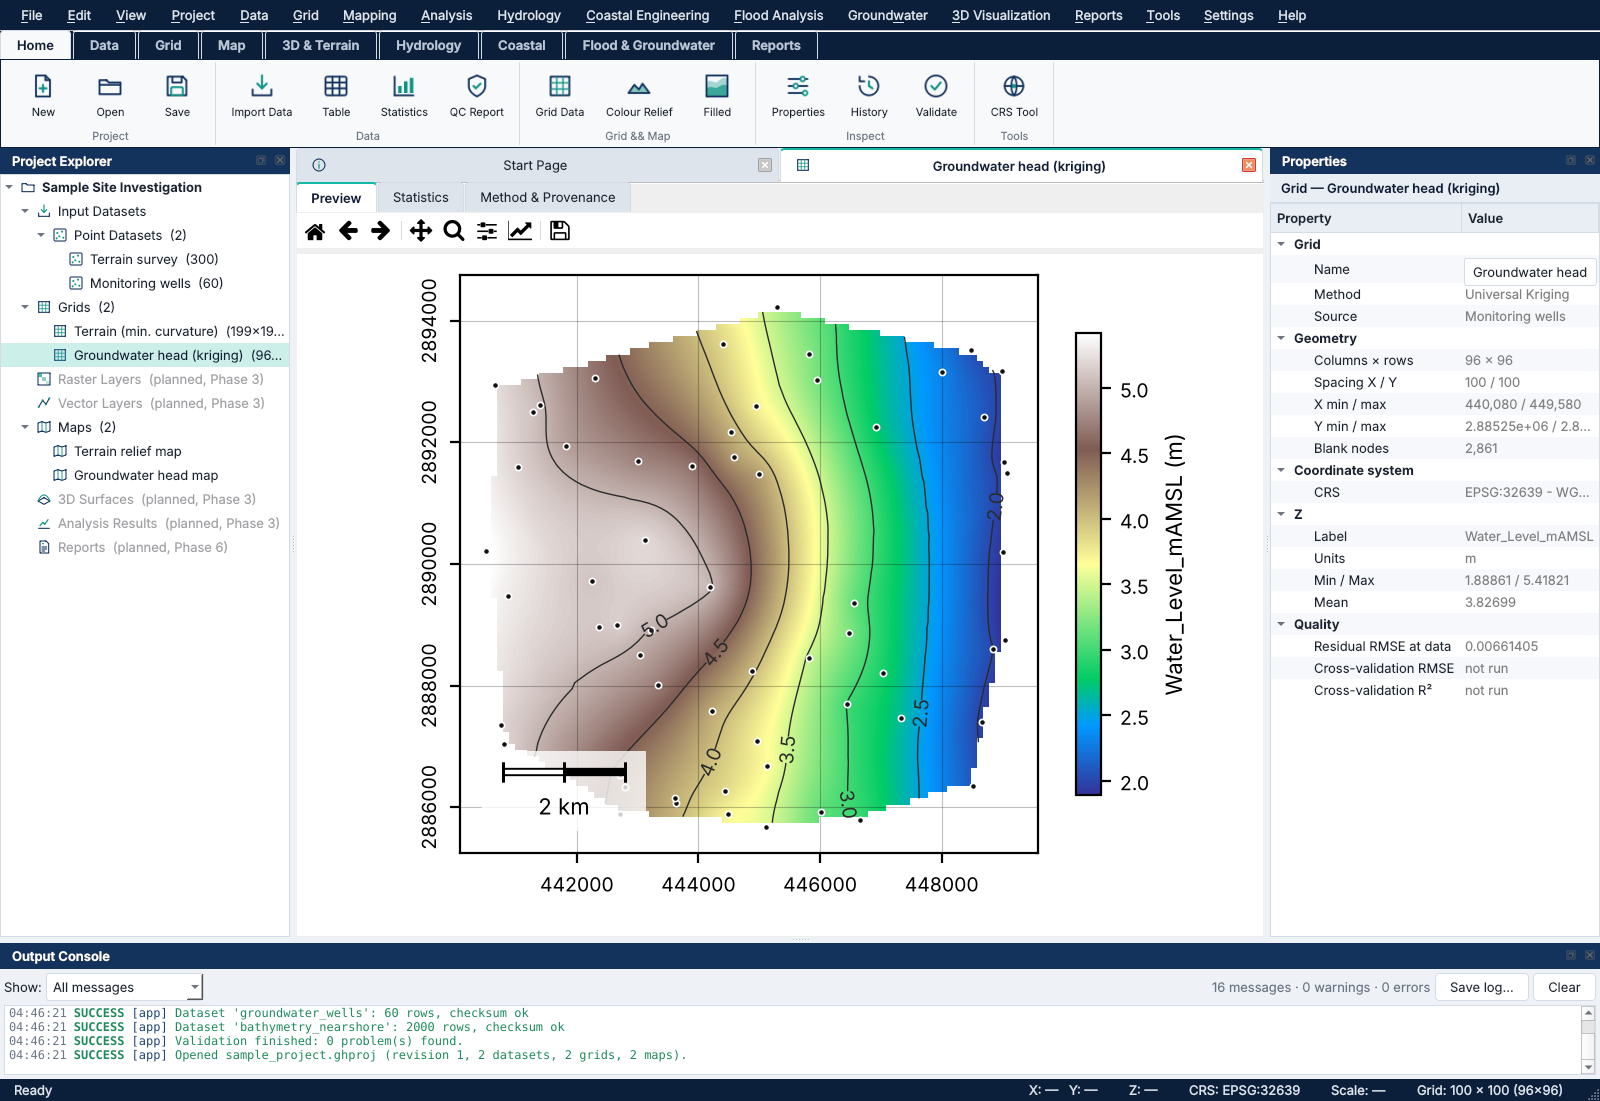 File Edit View Project Data Grid Mapping Analysis Hydrology Coastal Engineering Flood Analysis Groundwater 3D Visualization Reports Tools Settings Help
Home Data Grid Map 3D & Terrain Hydrology Coastal Flood & Groundwater Reports
New Open Save Import Data Table Statistics QC Report Grid Data Colour Relief Filled Properties History Validate CRS Tool
Project Data Grid && Map Inspect Tools
Project Explorer
Sample Site Investigation
Input Datasets
Point Datasets (2)
Terrain survey (300)
Monitoring wells (60)
Grids (2)
Terrain (min. curvature) (199×19...
Groundwater head (kriging) (96...
Raster Layers (planned, Phase 3)
Vector Layers (planned, Phase 3)
Maps (2)
Terrain relief map
Groundwater head map
3D Surfaces (planned, Phase 3)
Analysis Results (planned, Phase 3)
Reports (planned, Phase 6)
Start Page Groundwater head (kriging)
Preview Statistics Method & Provenance
2894000
2892000
2890000
2888000
2886000
442000 444000 446000 448000
5.0
4.5
4.0
3.5
3.0
2.5
2.0
2 km
5.0
4.5
4.0
3.5
3.0
2.5
2.0
Water_Level_mAMSL (m)
Properties
Grid — Groundwater head (kriging)
Property Value
Grid
Name Groundwater head
Method Universal Kriging
Source Monitoring wells
Geometry
Columns × rows 96 × 96
Spacing X / Y 100 / 100
X min / max 440,080 / 449,580
Y min / max 2.88525e+06 / 2.8...
Blank nodes 2,861
Coordinate system
CRS EPSG:32639 - WG...
Z
Label Water_Level_mAMSL
Units m
Min / Max 1.88861 / 5.41821
Mean 3.82699
Quality
Residual RMSE at data 0.00661405
Cross-validation RMSE not run
Cross-validation R² not run
Output Console
Show: All messages 16 messages · 0 warnings · 0 errors Save log... Clear
04:46:21 SUCCESS [app] Dataset 'groundwater_wells': 60 rows, checksum ok
04:46:21 SUCCESS [app] Dataset 'bathymetry_nearshore': 2000 rows, checksum ok
04:46:21 SUCCESS [app] Validation finished: 0 problem(s) found.
04:46:21 SUCCESS [app] Opened sample_project.ghproj (revision 1, 2 datasets, 2 grids, 2 maps).
Ready X: — Y: — Z: — CRS: EPSG:32639 Scale: — Grid: 100 × 100 (96×96)